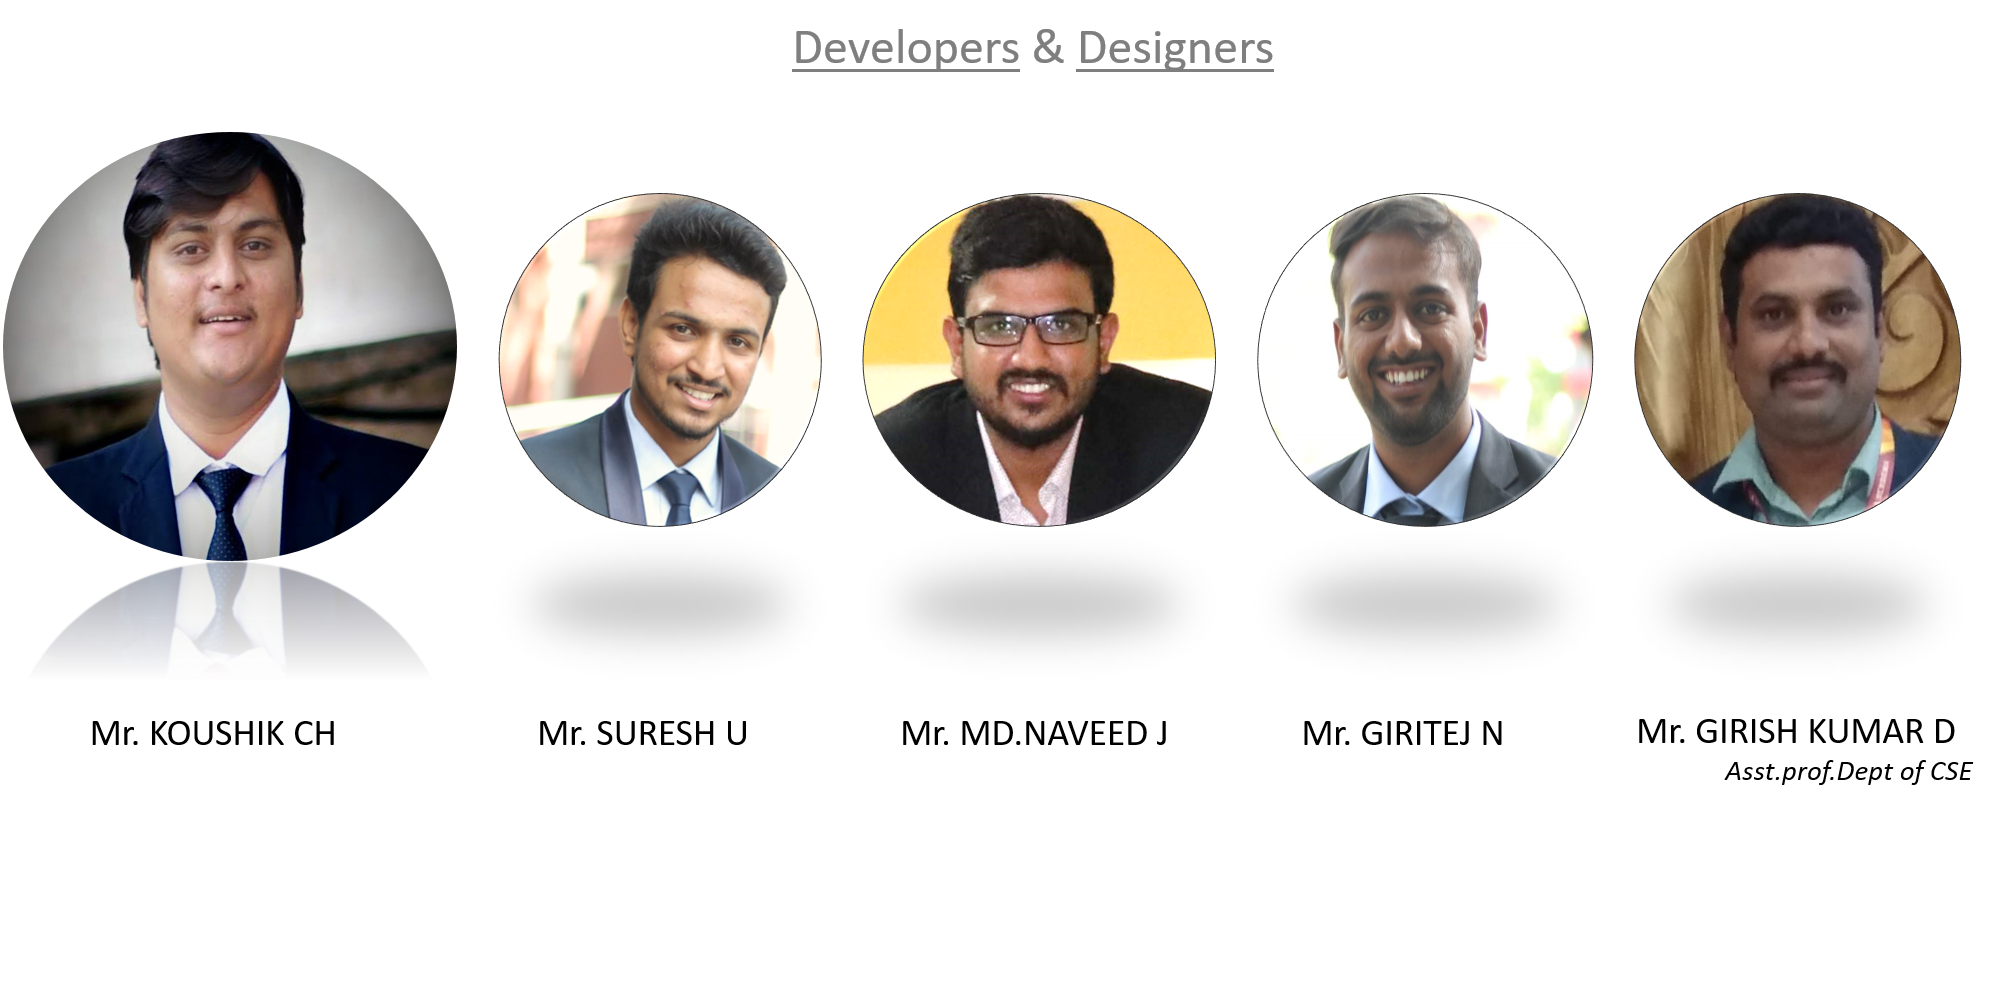 Developers & Designers
Mr. KOUSHIK CH
Mr. SURESH U
Mr. MD.NAVEED J
Mr. GIRITEJ N
Mr. GIRISH KUMAR D
Asst.prof.Dept of CSE